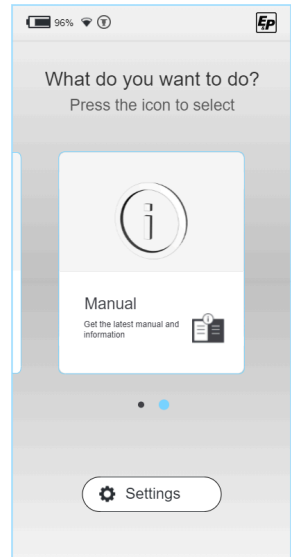 96%
EP
What do you want to do?
Press the icon to select
Manual
Get the latest manual and
information
Settings